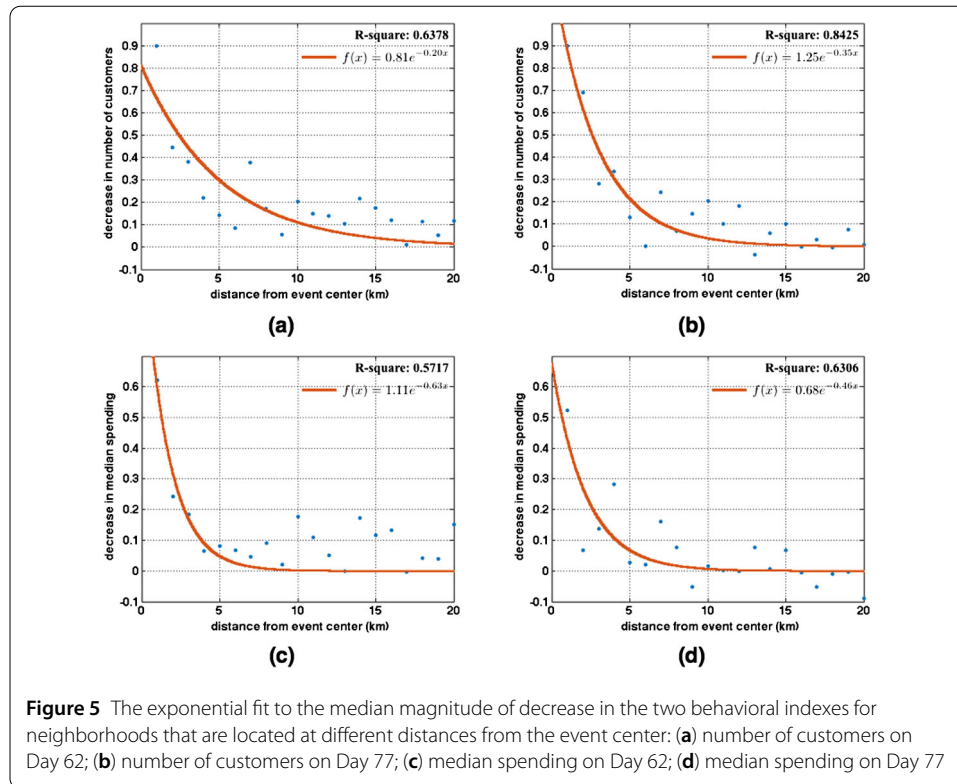 R-square: 0.6378
f(x) = 0.81e^{-0.20x}
decrease in number of customers
0.9
0.8
0.7
0.6
0.5
0.4
0.3
0.2
0.1
0
-0.1
0 5 10 15 20
distance from event center (km)
(a)
R-square: 0.8425
f(x) = 1.25e^{-0.35x}
decrease in number of customers
0.9
0.8
0.7
0.6
0.5
0.4
0.3
0.2
0.1
0
-0.1
0 5 10 15 20
distance from event center (km)
(b)
R-square: 0.5717
f(x) = 1.11e^{-0.63x}
decrease in median spending
0.6
0.5
0.4
0.3
0.2
0.1
0
-0.1
0 5 10 15 20
distance from event center (km)
(c)
R-square: 0.6306
f(x) = 0.68e^{-0.46x}
decrease in median spending
0.6
0.5
0.4
0.3
0.2
0.1
0
-0.1
0 5 10 15 20
distance from event center (km)
(d)
Figure 5 The exponential fit to the median magnitude of decrease in the two behavioral indexes for
neighborhoods that are located at different distances from the event center: (a) number of customers on
Day 62; (b) number of customers on Day 77; (c) median spending on Day 62; (d) median spending on Day 77